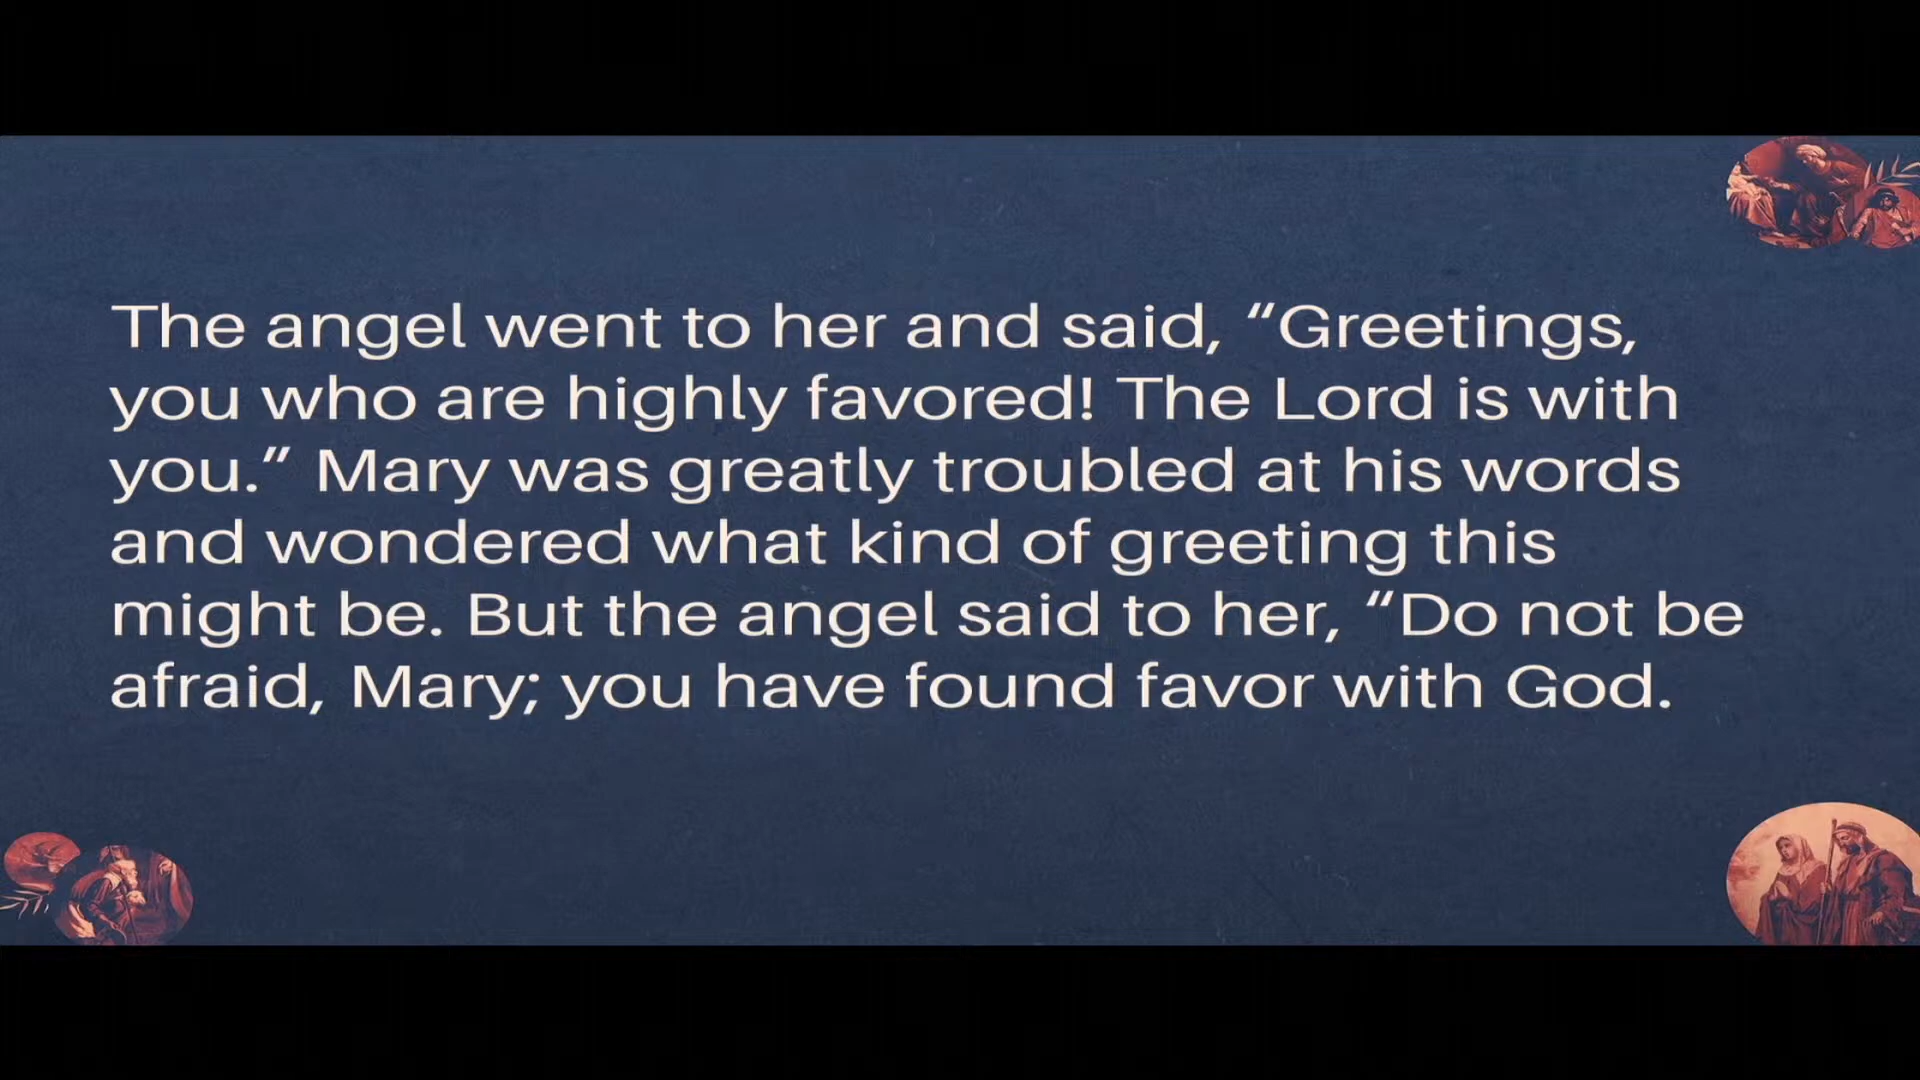 The angel went to her and said, “Greetings,
you who are highly favored! The Lord is with
you.” Mary was greatly troubled at his words
and wondered what kind of greeting this
might be. But the angel said to her, “Do not be
afraid, Mary; you have found favor with God.